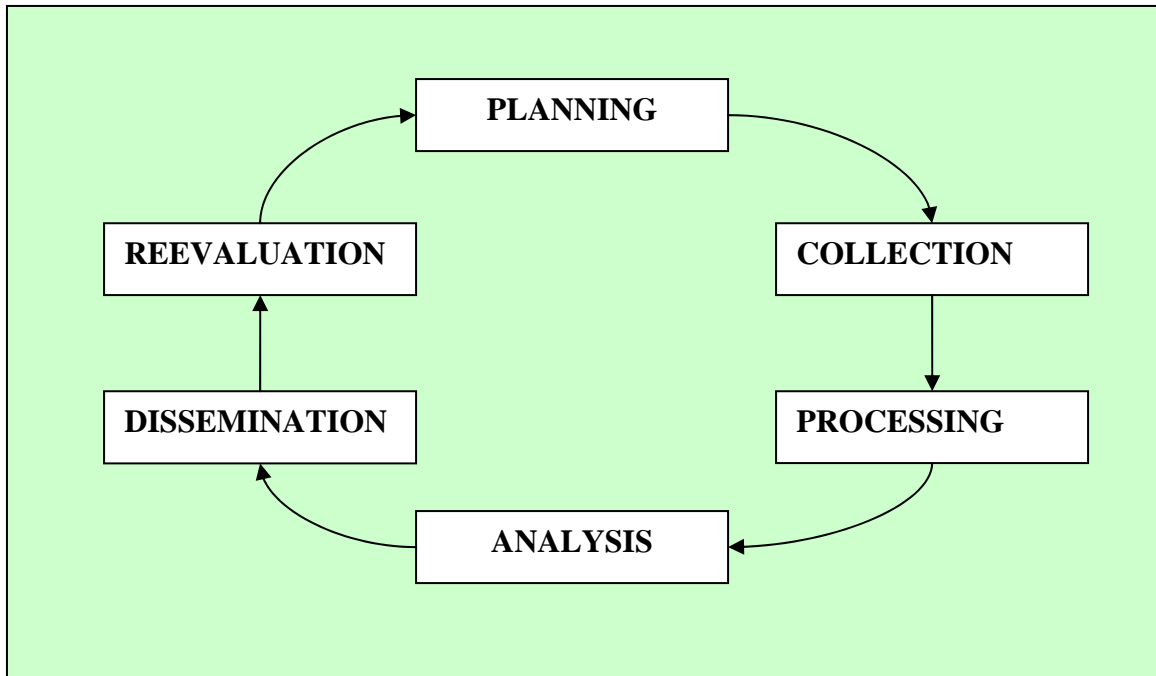 PLANNING
COLLECTION
PROCESSING
ANALYSIS
DISSEMINATION
REEVALUATION